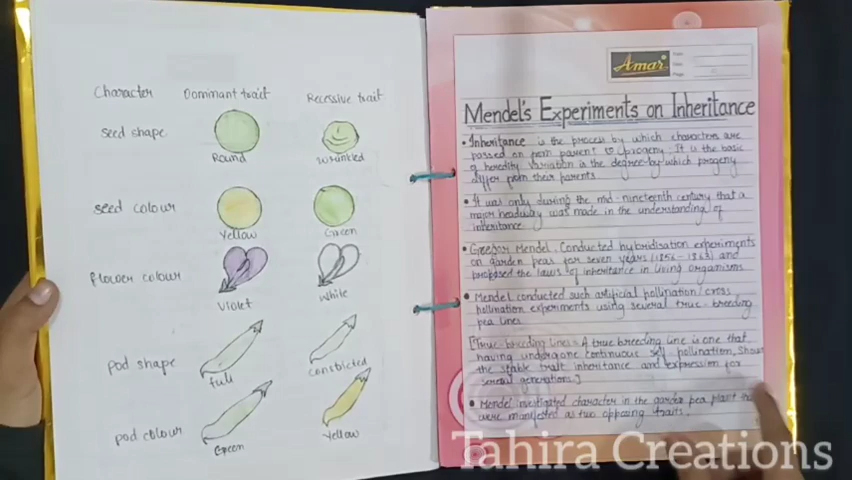 Character Dominant trait Recessive trait
seed shape
Round Wrinkled
seed colour
Yellow Green
flower colour
Violet White
pod shape
full constricted
pod colour
Green Yellow
Amar
Date
Page
Mendel's Experiments on Inheritance
• Inheritance is the process by which characters are
passed on from parent to progeny. It is the basic
of heredity variation is the degree by which progeny
differ from their parents.
• It was only during the mid-nineteenth century that a
major headway was made in the understanding of
inheritance
• Gregor Mendel. Conducted hybridisation experiments
on garden peas for seven years (1856-1863) and
proposed the laws of inheritance in living organisms
• Mendel conducted such artificial pollination/cross
pollination experiments using several true-breeding
pea lines
[True-breeding line - A true breeding line is one that
having undergone continuous self pollination, Shows
the stable trait inheritance and expression for
several generations.]
• Mendel investigated character in the garden pea plant
were manifested as two opposing traits.
Tahira Creations